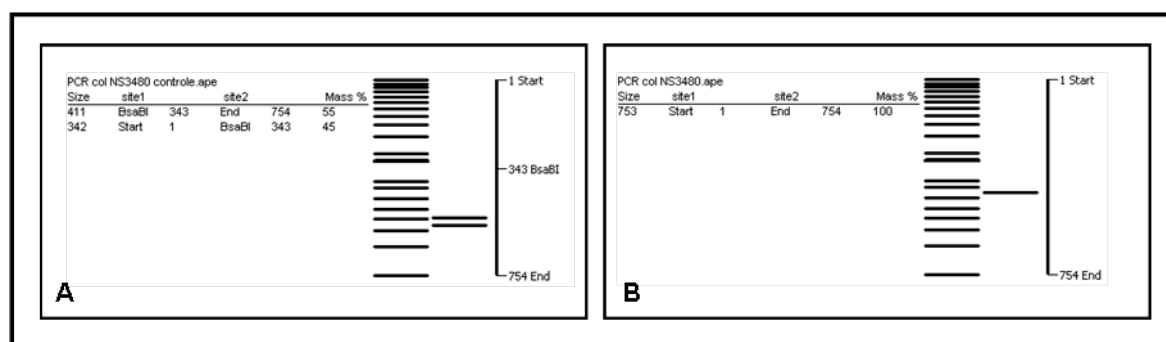 PCR col NS3480 controle.ape
Size site1 site2 Mass %
411 BsaBI 343 End 754 55
342 Start 1 BsaBI 343 45
1 Start
343 BsaBI
754 End
A
PCR col NS3480.ape
Size site1 site2 Mass %
753 Start 1 End 754 100
1 Start
754 End
B